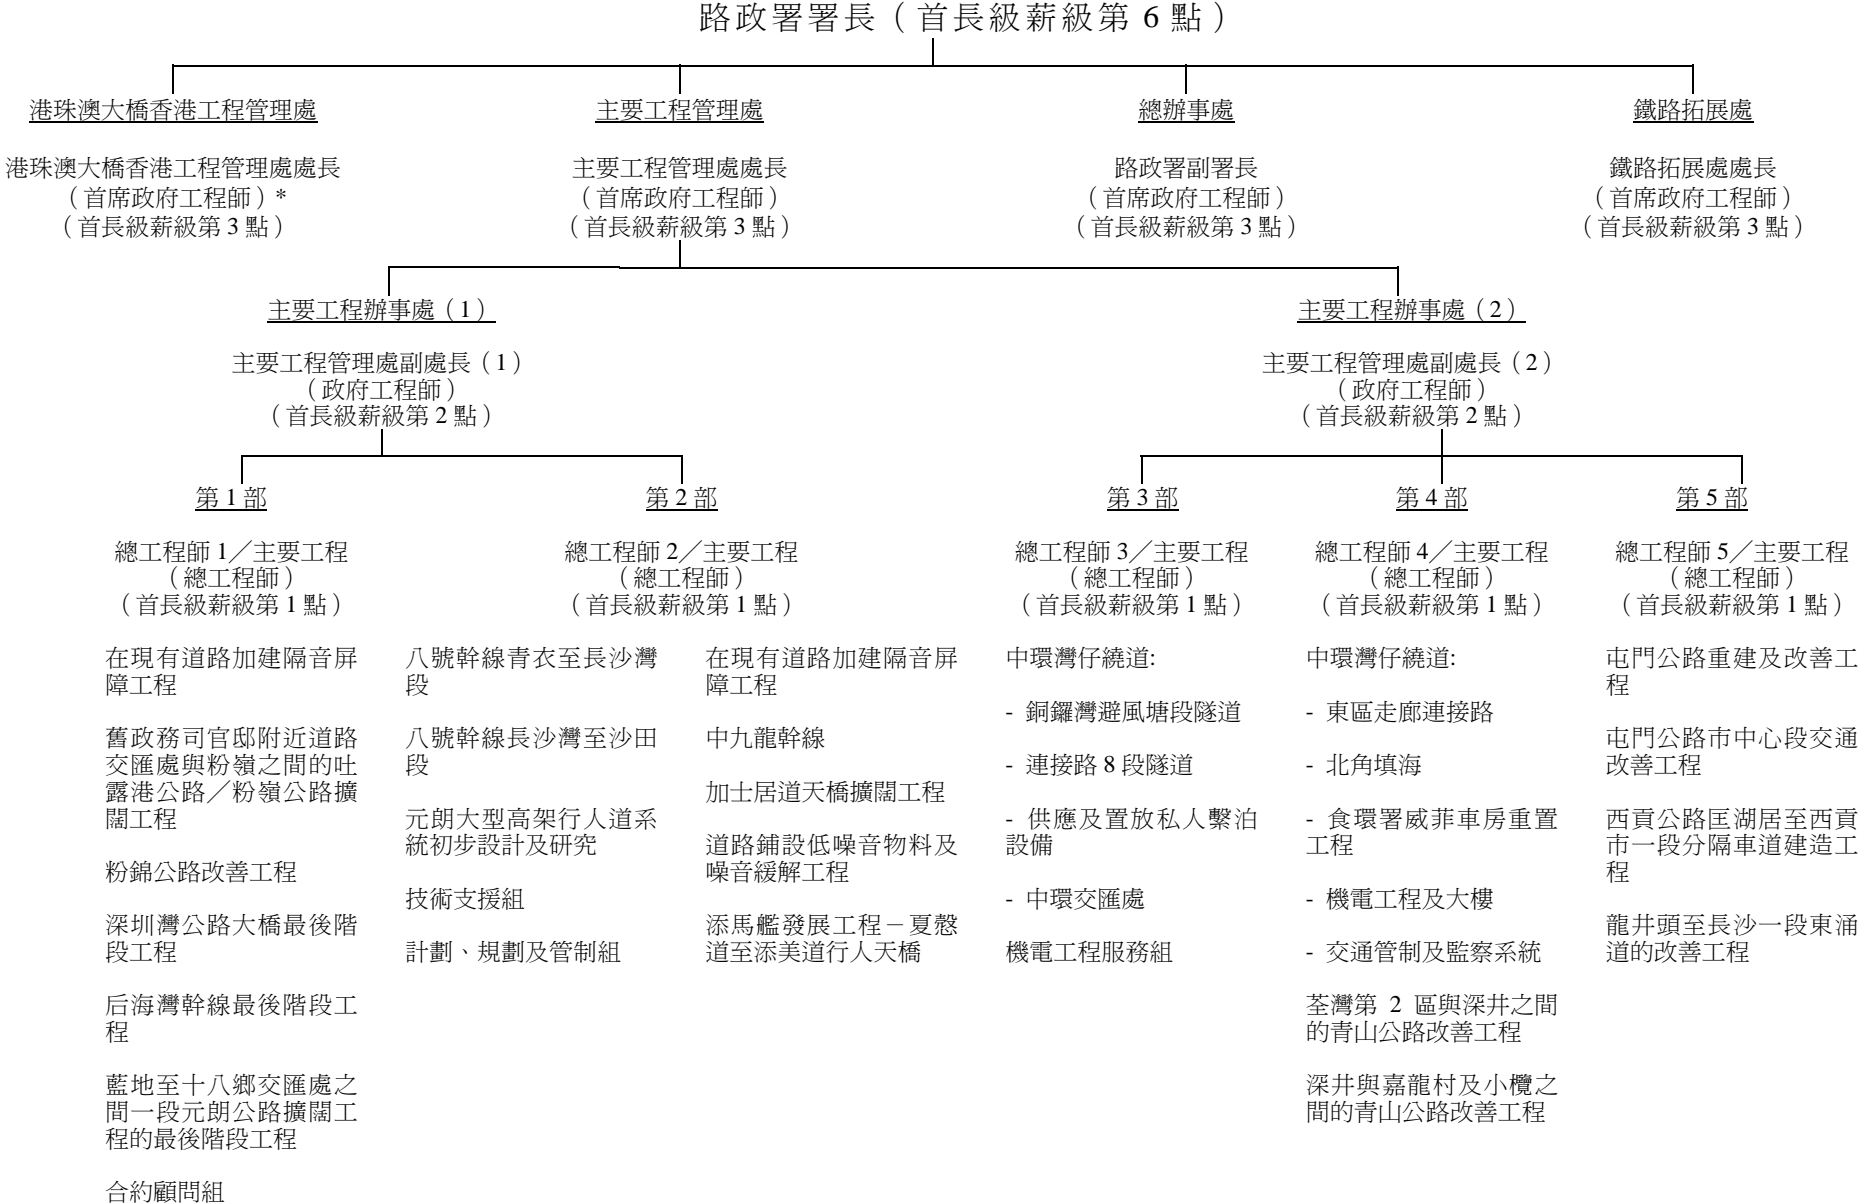 路政署署長（首長級薪級第 6 點）
港珠澳大橋香港工程管理處
港珠澳大橋香港工程管理處處長
（首席政府工程師）*
（首長級薪級第 3 點）
主要工程管理處
主要工程管理處處長
（首席政府工程師）
（首長級薪級第 3 點）
總辦事處
路政署副署長
（首席政府工程師）
（首長級薪級第 3 點）
鐵路拓展處
鐵路拓展處處長
（首席政府工程師）
（首長級薪級第 3 點）
主要工程辦事處（1）
主要工程管理處副處長（1）
（政府工程師）
（首長級薪級第 2 點）
主要工程辦事處（2）
主要工程管理處副處長（2）
（政府工程師）
（首長級薪級第 2 點）
第 1 部
總工程師 1／主要工程
（總工程師）
（首長級薪級第 1 點）
在現有道路加建隔音屏
障工程
舊政務司官邸附近道路
交匯處與粉嶺之間的吐
露港公路／粉嶺公路擴
闊工程
粉錦公路改善工程
深圳灣公路大橋最後階
段工程
后海灣幹線最後階段工
程
藍地至十八鄉交匯處之
間一段元朗公路擴闊工
程的最後階段工程
合約顧問組
第 2 部
總工程師 2／主要工程
（總工程師）
（首長級薪級第 1 點）
八號幹線青衣至長沙灣
段
八號幹線長沙灣至沙田
段
元朗大型高架行人道系
統初步設計及研究
技術支援組
計劃、規劃及管制組
在現有道路加建隔音屏
障工程
中九龍幹線
加士居道天橋擴闊工程
道路鋪設低噪音物料及
噪音緩解工程
添馬艦發展工程－夏慤
道至添美道行人天橋
第 3 部
總工程師 3／主要工程
（總工程師）
（首長級薪級第 1 點）
中環灣仔繞道:
- 銅鑼灣避風塘段隧道
- 連接路 8 段隧道
- 供應及置放私人繫泊
設備
- 中環交匯處
機電工程服務組
第 4 部
總工程師 4／主要工程
（總工程師）
（首長級薪級第 1 點）
中環灣仔繞道:
- 東區走廊連接路
- 北角填海
- 食環署威菲車房重置
工程
- 機電工程及大樓
- 交通管制及監察系統
荃灣第 2 區與深井之間
的青山公路改善工程
深井與嘉龍村及小欖之
間的青山公路改善工程
第 5 部
總工程師 5／主要工程
（總工程師）
（首長級薪級第 1 點）
屯門公路重建及改善工
程
屯門公路市中心段交通
改善工程
西貢公路匡湖居至西貢
市一段分隔車道建造工
程
龍井頭至長沙一段東涌
道的改善工程